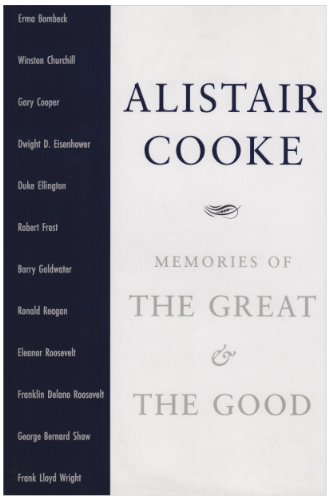 Erma Bombeck
Winston Churchill
Gary Cooper
Dwight D. Eisenhower
Duke Ellington
Robert Frost
Barry Goldwater
Ronald Reagan
Eleanor Roosevelt
Franklin Delano Roosevelt
George Bernard Shaw
Frank Lloyd Wright
ALISTAIR
COOKE
MEMORIES OF
THE GREAT
&
THE GOOD